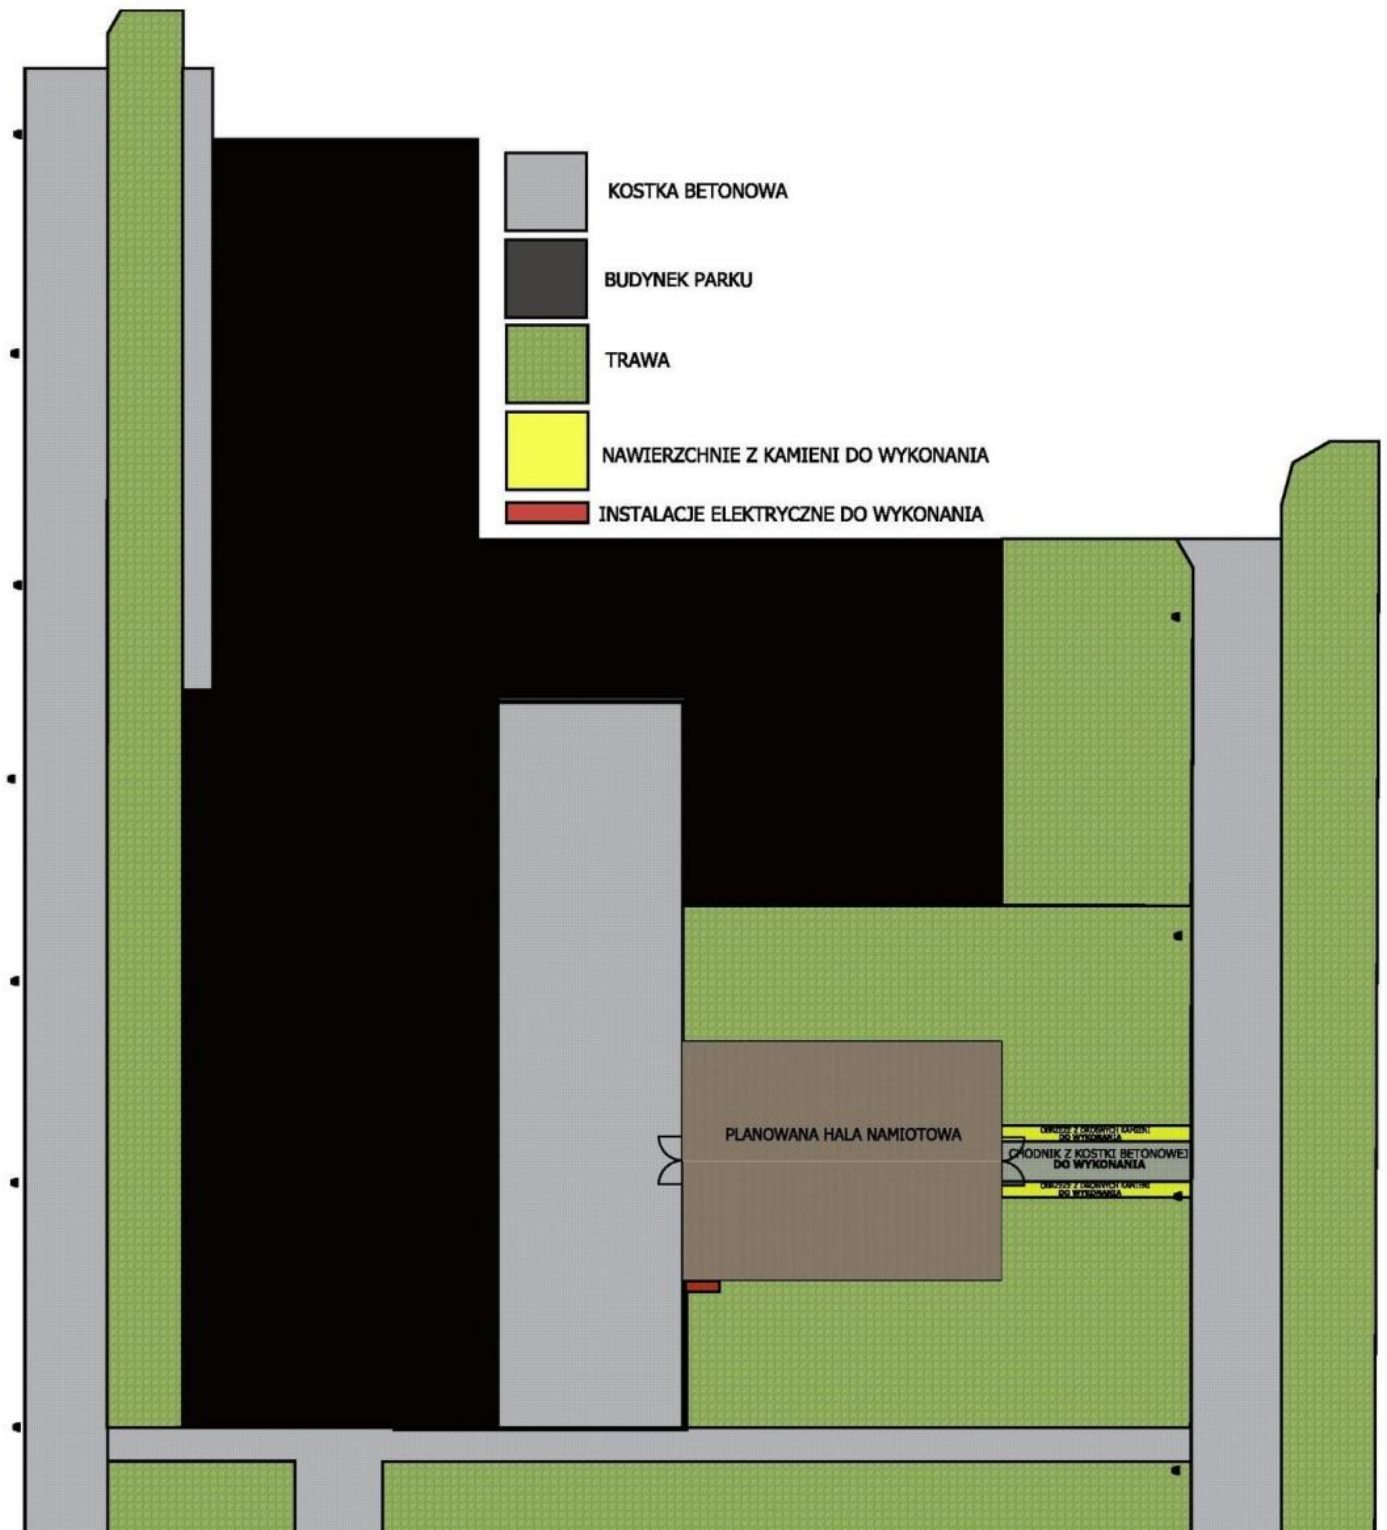 KOSTKA BETONOWA
BUDYNEK PARKU
TRAWA
NAWIERZCHNIE Z KAMIENI DO WYKONANIA
INSTALACJE ELEKTRYCZNE DO WYKONANIA
PLANOWANA HALA NAMIOTOWA
DO WYKONANIA
CHODNIK Z KOSTKI BETONOWEJ
DO WYKONANIA
DO WYKONANIA